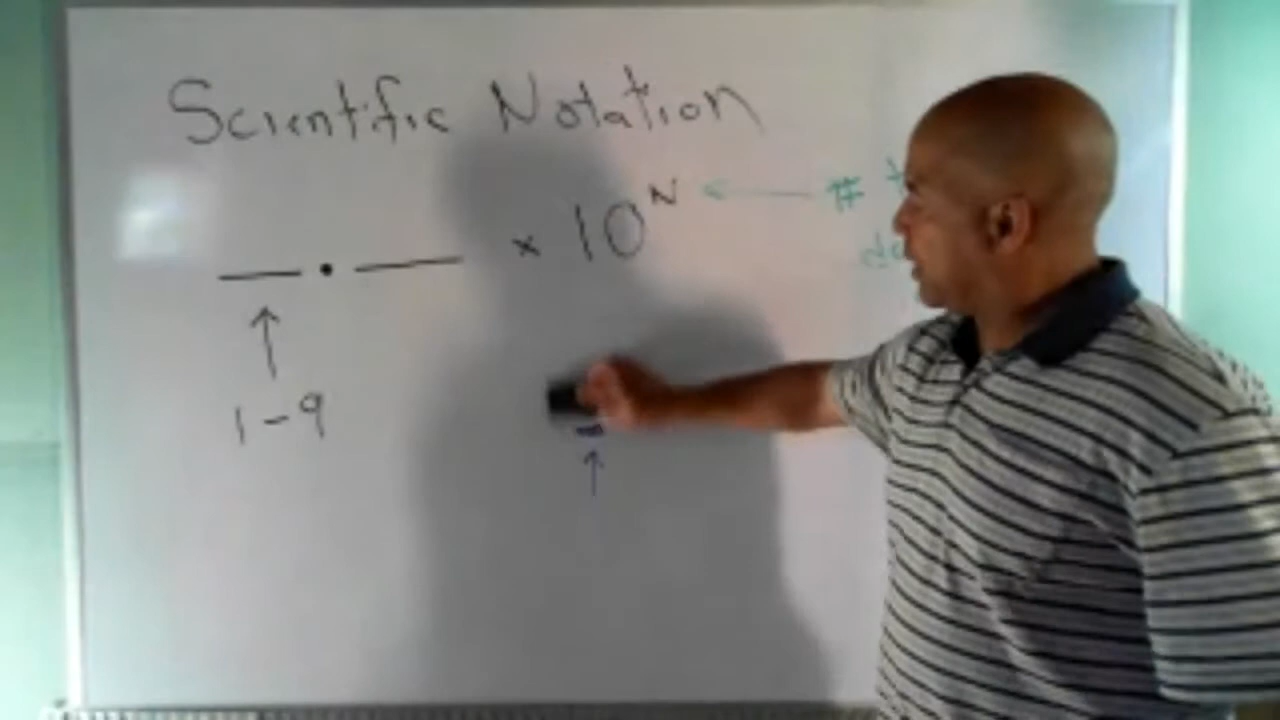 Scientific Notation
___ . ___ x 10^N ← #
↑
1-9
↑